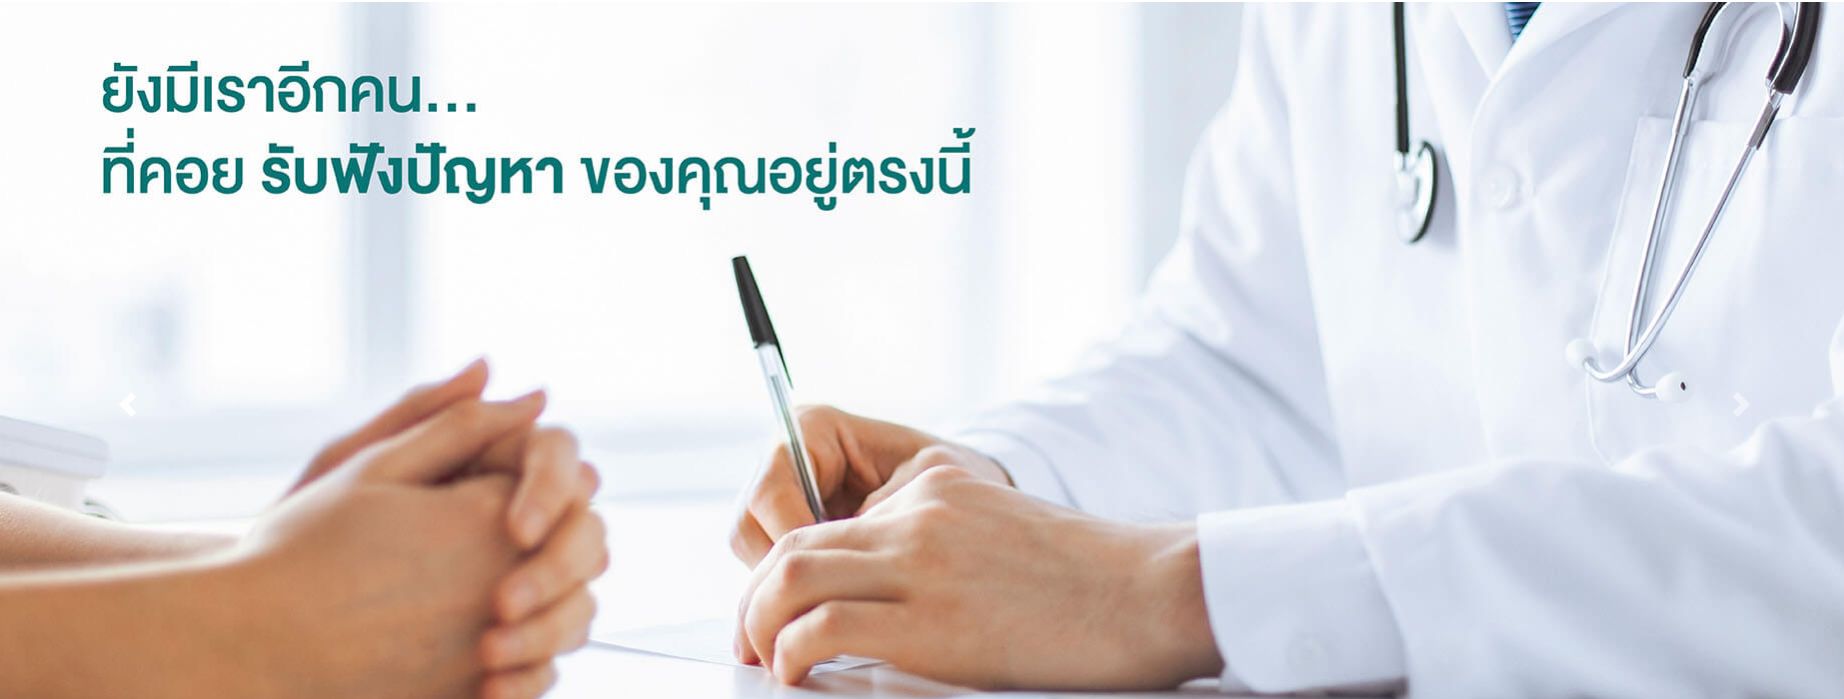 ยังมีเราอีกคน...
ที่คอย รับฟังปัญหา ของคุณอยู่ตรงนี้